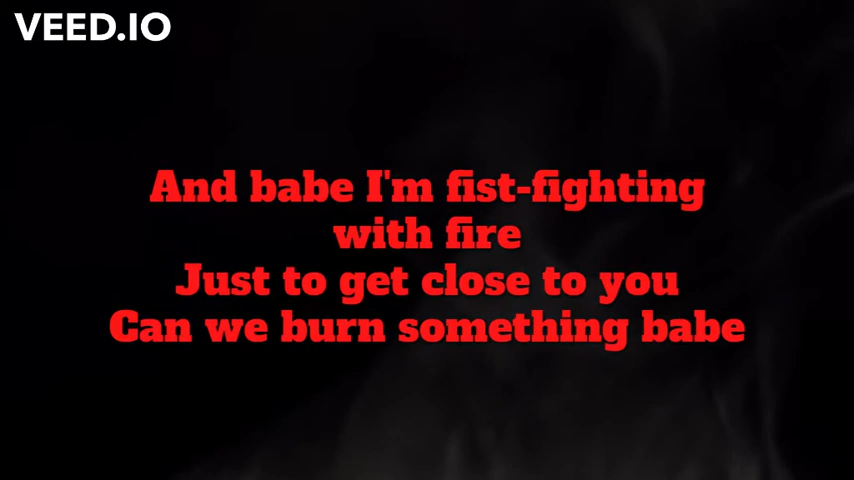 VEED.IO
And babe I'm fist-fighting
with fire
Just to get close to you
Can we burn something babe